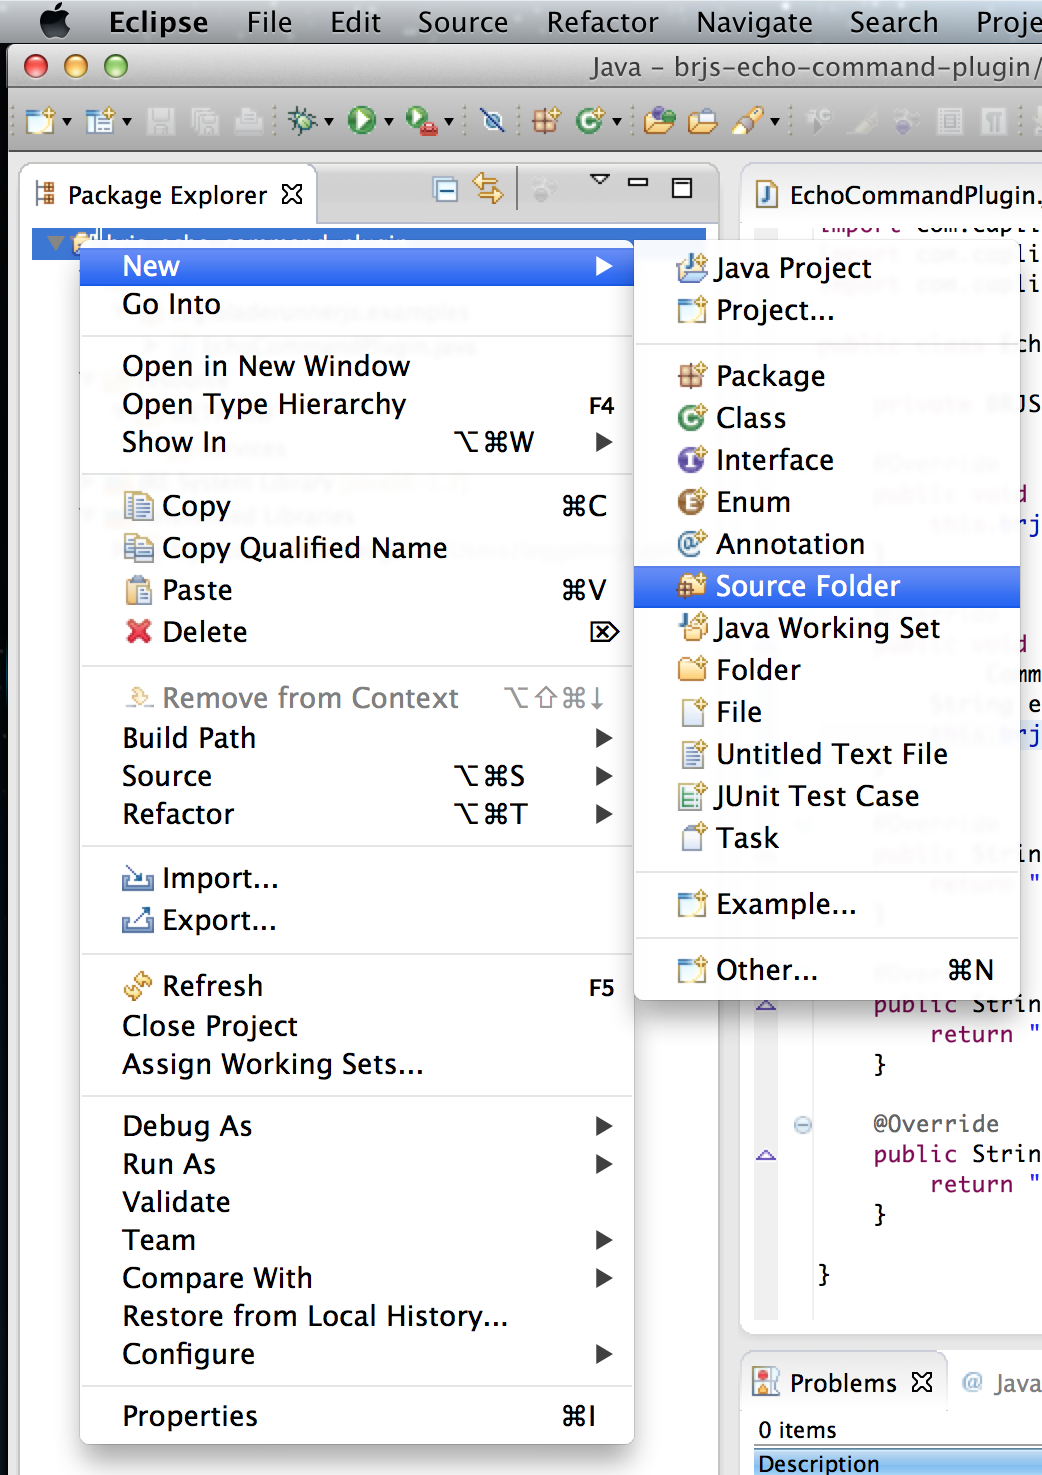 Eclipse File Edit Source Refactor Navigate Search Proje
Java – brjs-echo-command-plugin/
Package Explorer
EchoCommandPlugin.
brjs-echo-command-plugin
New
Go Into
Open in New Window
Open Type Hierarchy F4
Show In ⌥⌘W
Copy ⌘C
Copy Qualified Name
Paste ⌘V
Delete ⌦
Remove from Context ⌥⇧⌘↓
Build Path
Source ⌥⌘S
Refactor ⌥⌘T
Import...
Export...
Refresh F5
Close Project
Assign Working Sets...
Debug As
Run As
Validate
Team
Compare With
Restore from Local History...
Configure
Properties ⌘I
Java Project
Project...
Package
Class
Interface
Enum
Annotation
Source Folder
Java Working Set
Folder
File
Untitled Text File
JUnit Test Case
Task
Example...
Other... ⌘N
public Strin
return "
}
@Override
public Strin
return "
}
}
Problems
@ Java
0 items
Description